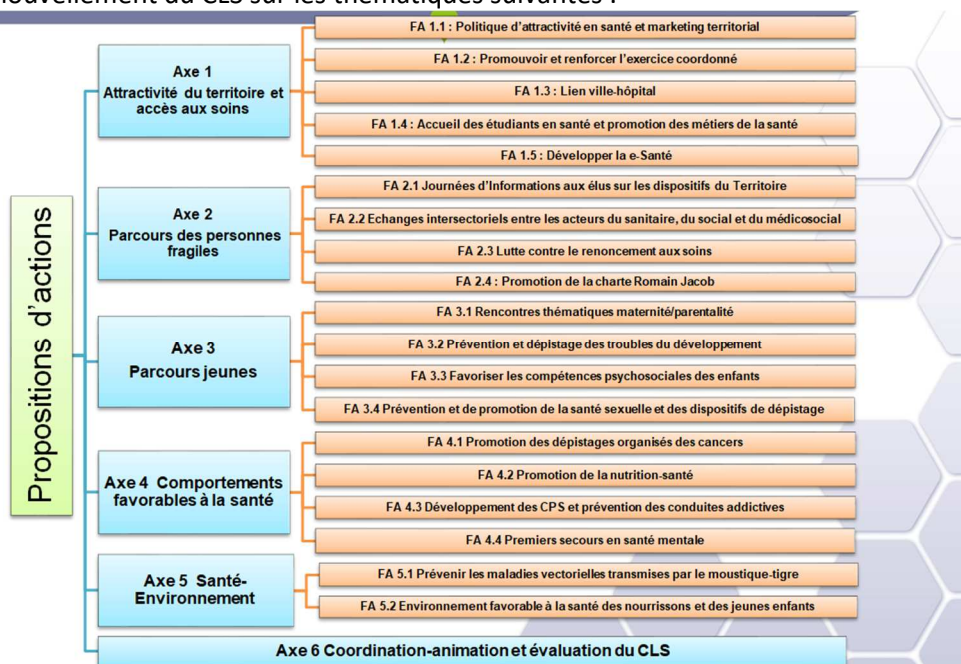 du CLS sur les thématiques suivantes :
Propositions d'actions
Axe 1
Attractivité du territoire et
accès aux soins
FA 1.1 : Politique d'attractivité en santé et marketing territorial
FA 1.2 : Promouvoir et renforcer l'exercice coordonné
FA 1.3 : Lien ville-hôpital
FA 1.4 : Accueil des étudiants en santé et promotion des métiers de la santé
FA 1.5 : Développer la e-Santé
Axe 2
Parcours des personnes
fragiles
FA 2.1 Journées d'Informations aux élus sur les dispositifs du Territoire
FA 2.2 Echanges intersectoriels entre les acteurs du sanitaire, du social et du médicosocial
FA 2.3 Lutte contre le renoncement aux soins
FA 2.4 : Promotion de la charte Romain Jacob
Axe 3
Parcours jeunes
FA 3.1 Rencontres thématiques maternité/parentalité
FA 3.2 Prévention et dépistage des troubles du développement
FA 3.3 Favoriser les compétences psychosociales des enfants
FA 3.4 Prévention et de promotion de la santé sexuelle et des dispositifs de dépistage
Axe 4 Comportements
favorables à la santé
FA 4.1 Promotion des dépistages organisés des cancers
FA 4.2 Promotion de la nutrition-santé
FA 4.3 Développement des CPS et prévention des conduites addictives
FA 4.4 Premiers secours en santé mentale
Axe 5 Santé-
Environnement
FA 5.1 Prévenir les maladies vectorielles transmises par le moustique-tigre
FA 5.2 Environnement favorable à la santé des nourrissons et des jeunes enfants
Axe 6 Coordination-animation et évaluation du CLS